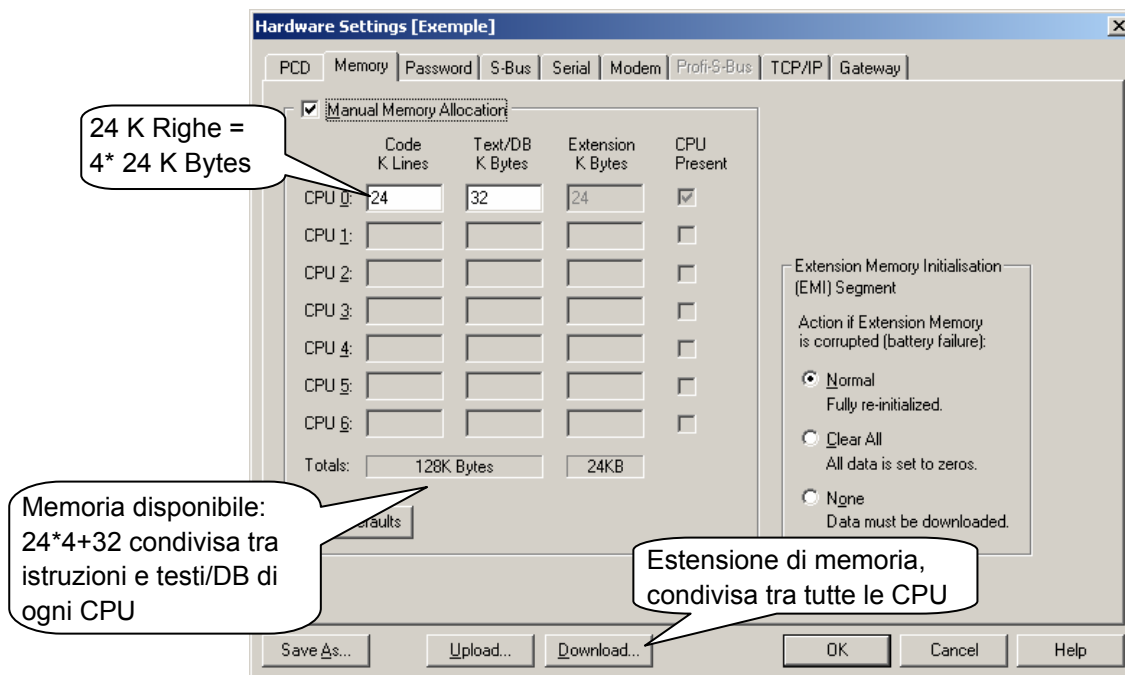 Hardware Settings [Exemple]
PCD Memory Password S-Bus Serial Modem Profi-S-Bus TCP/IP Gateway
Manual Memory Allocation
24 K Righe =
4* 24 K Bytes
Code
K Lines
Text/DB
K Bytes
Extension
K Bytes
CPU
Present
CPU 0: 24 32 24
CPU 1:
CPU 2:
CPU 3:
CPU 4:
CPU 5:
CPU 6:
Totals: 128K Bytes 24KB
Extension Memory Initialisation
(EMI) Segment
Action if Extension Memory
is corrupted (battery failure):
Normal
Fully re-initialized.
Clear All
All data is set to zeros.
None
Data must be downloaded.
Memoria disponibile:
24*4+32 condivisa tra
istruzioni e testi/DB di
ogni CPU
Estensione di memoria,
condivisa tra tutte le CPU
Save As... Upload... Download... OK Cancel Help